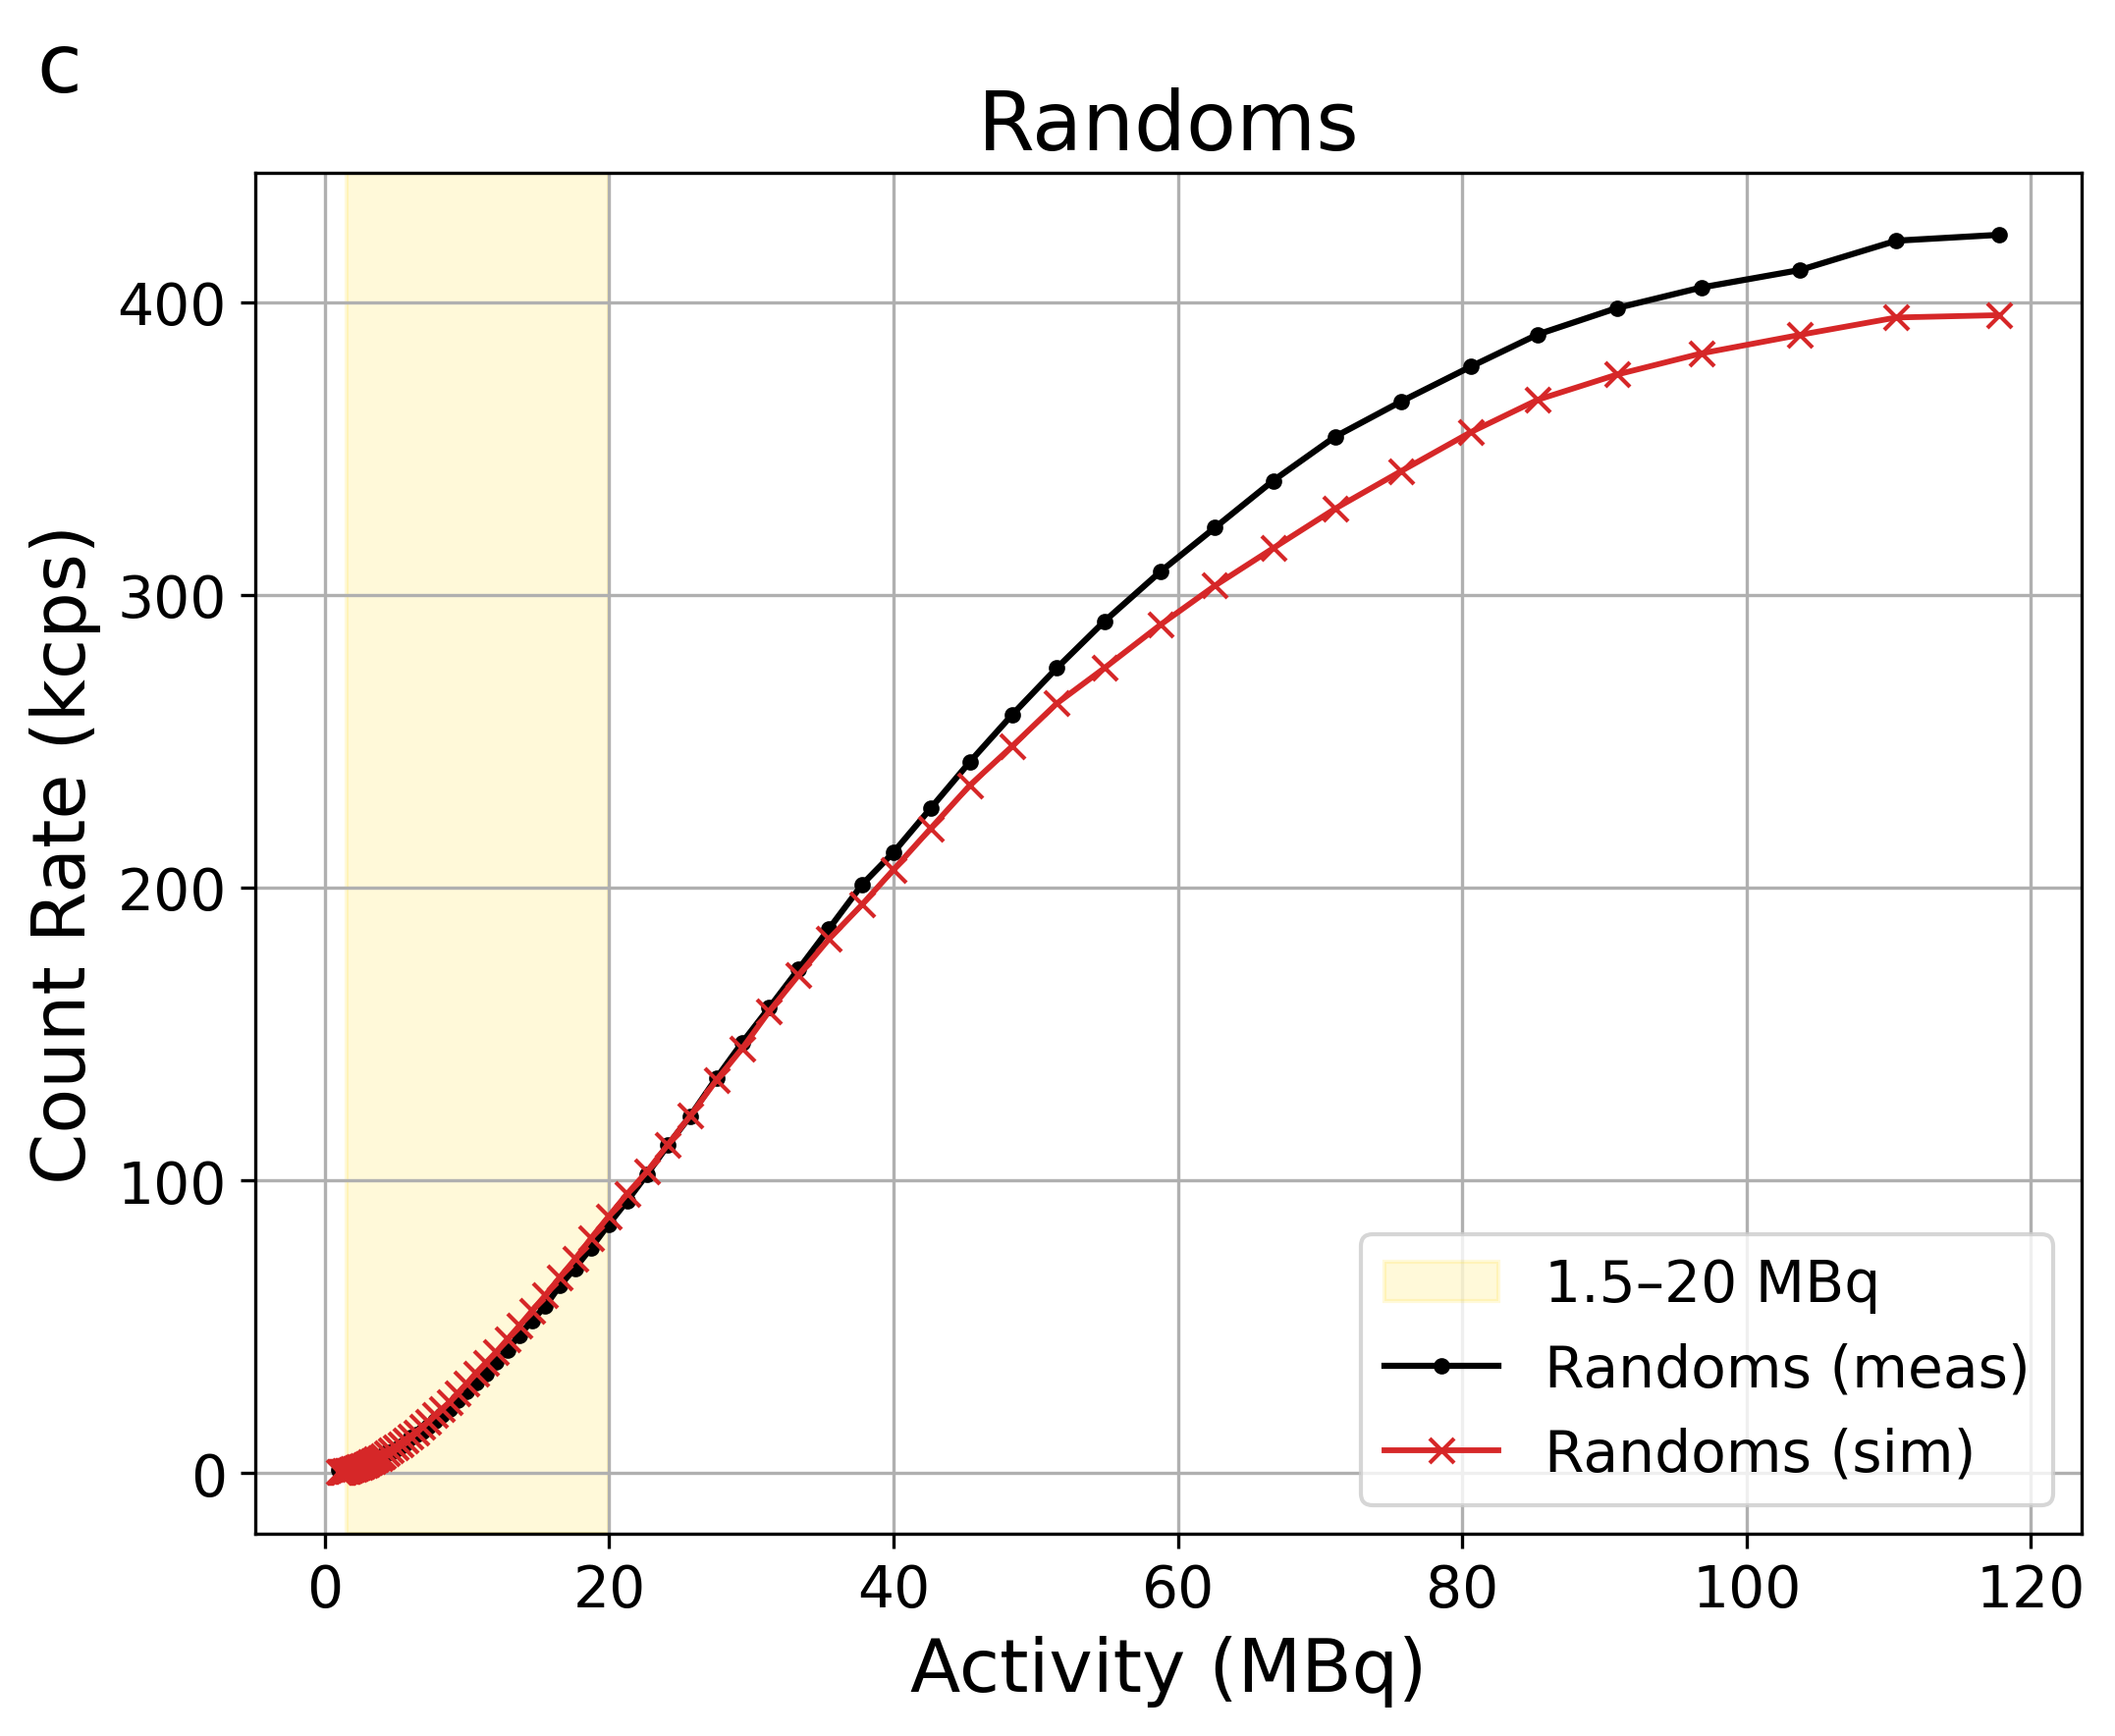 c
Randoms
Count Rate (kcps)
400
300
200
100
0
1.5–20 MBq
Randoms (meas)
Randoms (sim)
0 20 40 60 80 100 120
Activity (MBq)